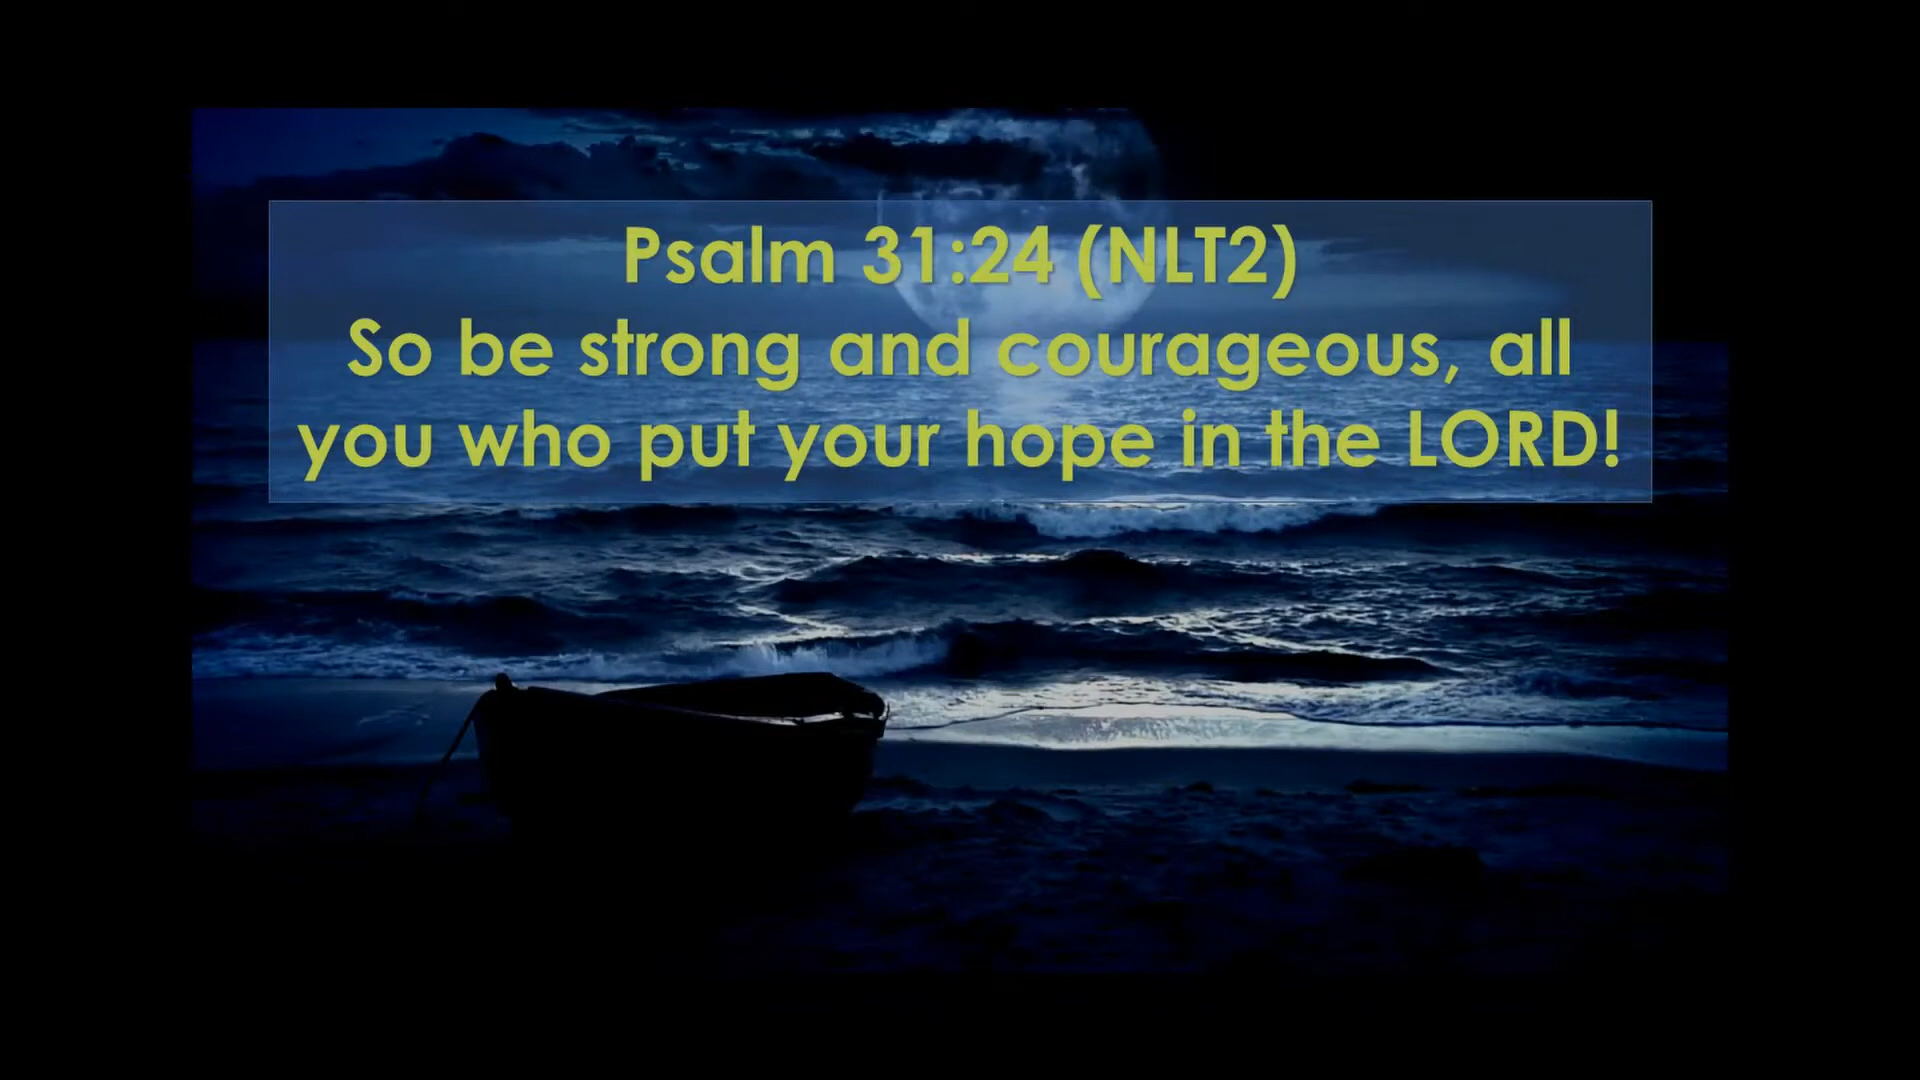 Psalm 31:24 (NLT2)
So be strong and courageous, all
you who put your hope in the LORD!